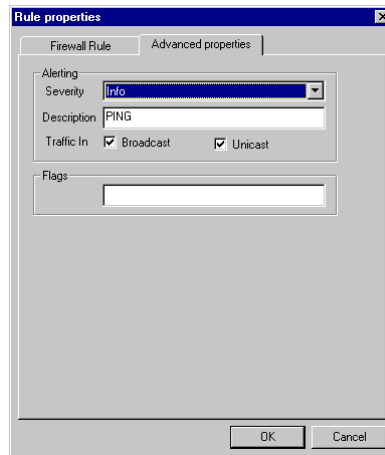 Rule properties
Firewall Rule Advanced properties
Alerting
Severity Info
Description PING
Traffic In Broadcast Unicast
Flags
OK Cancel